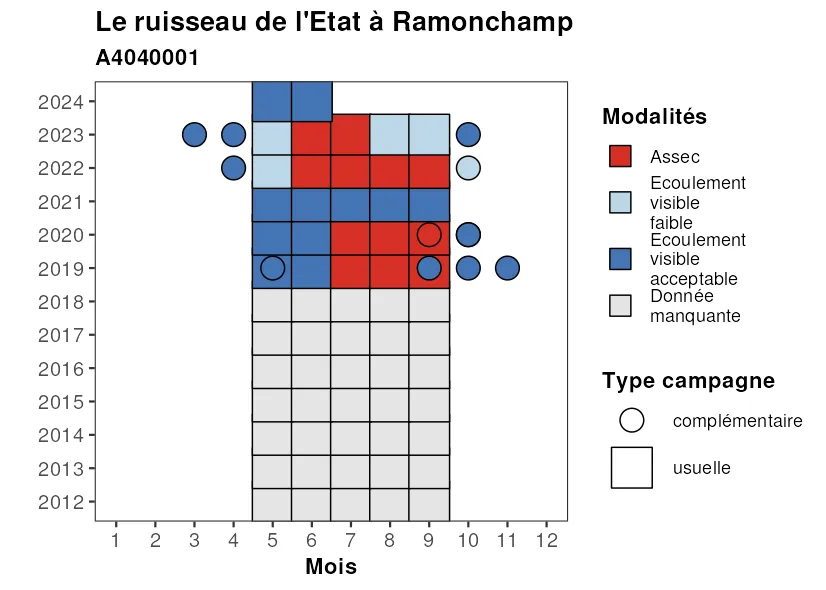 Le ruisseau de l'Etat à Ramonchamp
A4040001
2024
2023
2022
2021
2020
2019
2018
2017
2016
2015
2014
2013
2012
1 2 3 4 5 6 7 8 9 10 11 12
Mois
Modalités
Assec
Ecoulement
visible
faible
Ecoulement
visible
acceptable
Donnée
manquante
Type campagne
complémentaire
usuelle